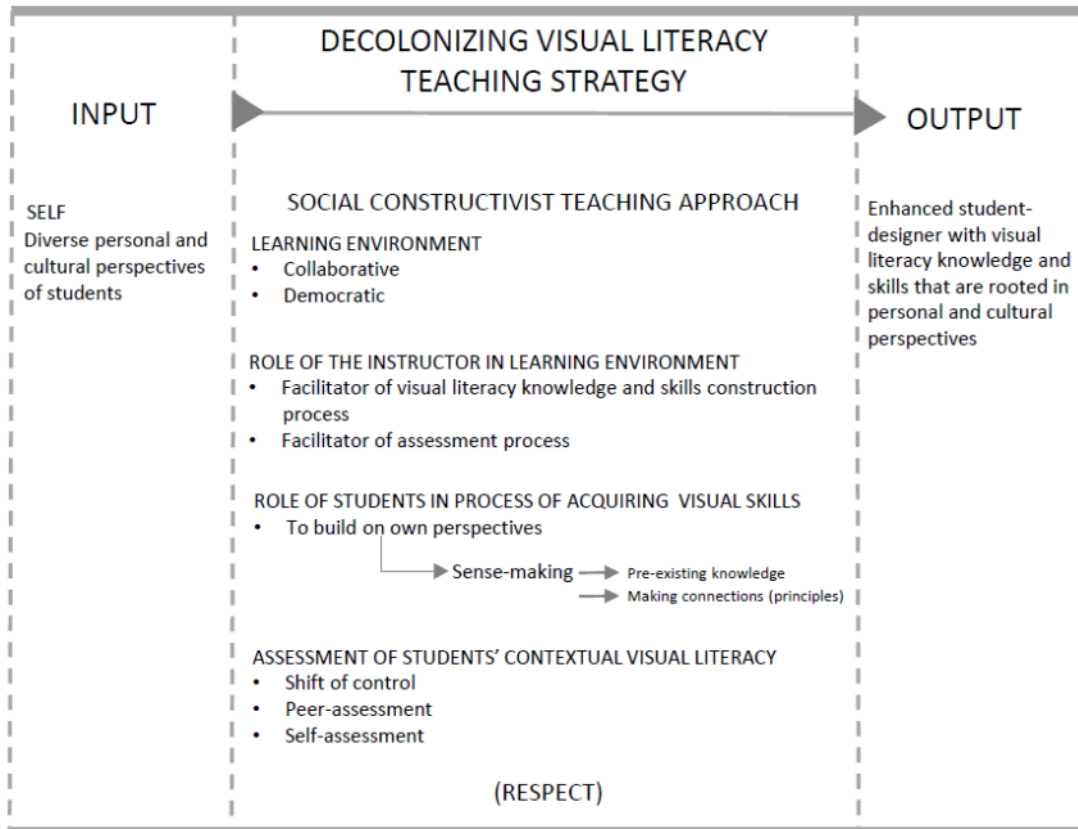 DECOLONIZING VISUAL LITERACY
TEACHING STRATEGY
INPUT
OUTPUT
SELF
Diverse personal and
cultural perspectives
of students
SOCIAL CONSTRUCTIVIST TEACHING APPROACH
LEARNING ENVIRONMENT
• Collaborative
• Democratic
ROLE OF THE INSTRUCTOR IN LEARNING ENVIRONMENT
• Facilitator of visual literacy knowledge and skills construction
process
• Facilitator of assessment process
ROLE OF STUDENTS IN PROCESS OF ACQUIRING VISUAL SKILLS
• To build on own perspectives
Sense-making
Pre-existing knowledge
Making connections (principles)
ASSESSMENT OF STUDENTS' CONTEXTUAL VISUAL LITERACY
• Shift of control
• Peer-assessment
• Self-assessment
(RESPECT)
Enhanced student-
designer with visual
literacy knowledge and
skills that are rooted in
personal and cultural
perspectives